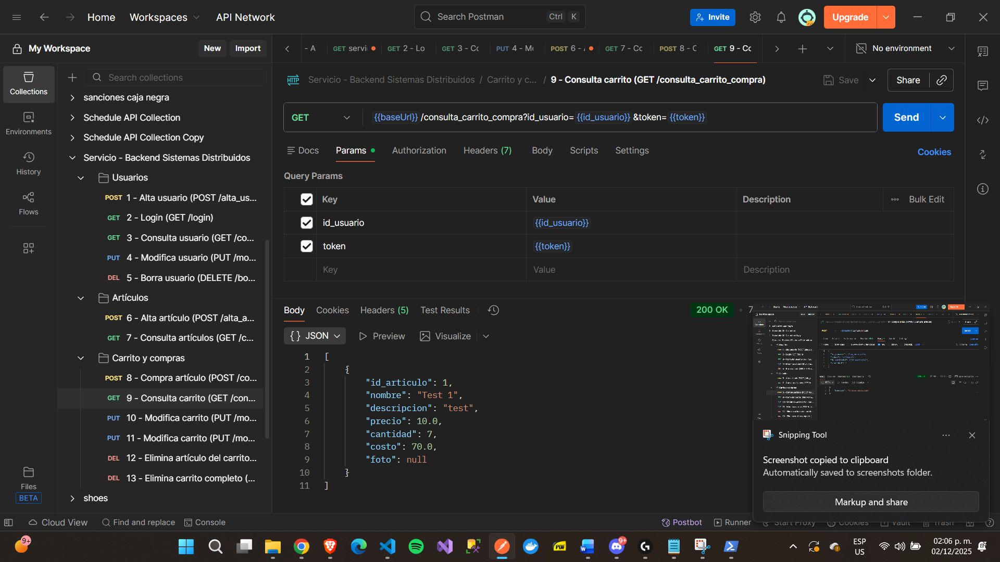 Home
Workspaces
API Network
Search Postman
Ctrl K
Invite
Upgrade
My Workspace
New
Import
- A
GET servi
GET 2 - Lo
GET 3 - Co
PUT 4 - Mo
POST 6 - A
GET 7 - Co
POST 8 - C
GET 9 - Co
No environment
Collections
Environments
History
Flows
Files
BETA
Search collections
sanciones caja negra
Schedule API Collection
Schedule API Collection Copy
Servicio - Backend Sistemas Distribuidos
Usuarios
POST 1 - Alta usuario (POST /alta_us...
GET 2 - Login (GET /login)
GET 3 - Consulta usuario (GET /co...
PUT 4 - Modifica usuario (PUT /mo...
DEL 5 - Borra usuario (DELETE /bo...
Artículos
POST 6 - Alta artículo (POST /alta_a...
GET 7 - Consulta artículos (GET /c...
Carrito y compras
POST 8 - Compra artículo (POST /co...
GET 9 - Consulta carrito (GET /con...
PUT 10 - Modifica carrito (PUT /mo...
PUT 11 - Modifica carrito (PUT /mo...
DEL 12 - Elimina artículo del carrito...
DEL 13 - Elimina carrito completo (...
shoes
HTTP
Servicio - Backend Sistemas Distribuidos / Carrito y c... / 9 - Consulta carrito (GET /consulta_carrito_compra)
Save
Share
GET
{{baseUrl}} /consulta_carrito_compra?id_usuario= {{id_usuario}} &token= {{token}}
Send
Docs
Params
Authorization
Headers (7)
Body
Scripts
Settings
Cookies
Query Params
Key Value Description Bulk Edit
id_usuario {{id_usuario}}
token {{token}}
Key Value Description
Body
Cookies
Headers (5)
Test Results
200 OK
7
{} JSON
Preview
Visualize
1 [
2 {
3 "id_articulo": 1,
4 "nombre": "Test 1",
5 "descripcion": "test",
6 "precio": 10.0,
7 "cantidad": 7,
8 "costo": 70.0,
9 "foto": null
10 }
11 ]
Snipping Tool
Screenshot copied to clipboard
Automatically saved to screenshots folder.
Markup and share
Cloud View
Find and replace
Console
Postbot
Runner
Start Proxy
Cookies
Vault
Trash
9+
PDF
9+
ESP
US
02:06 p. m.
02/12/2025